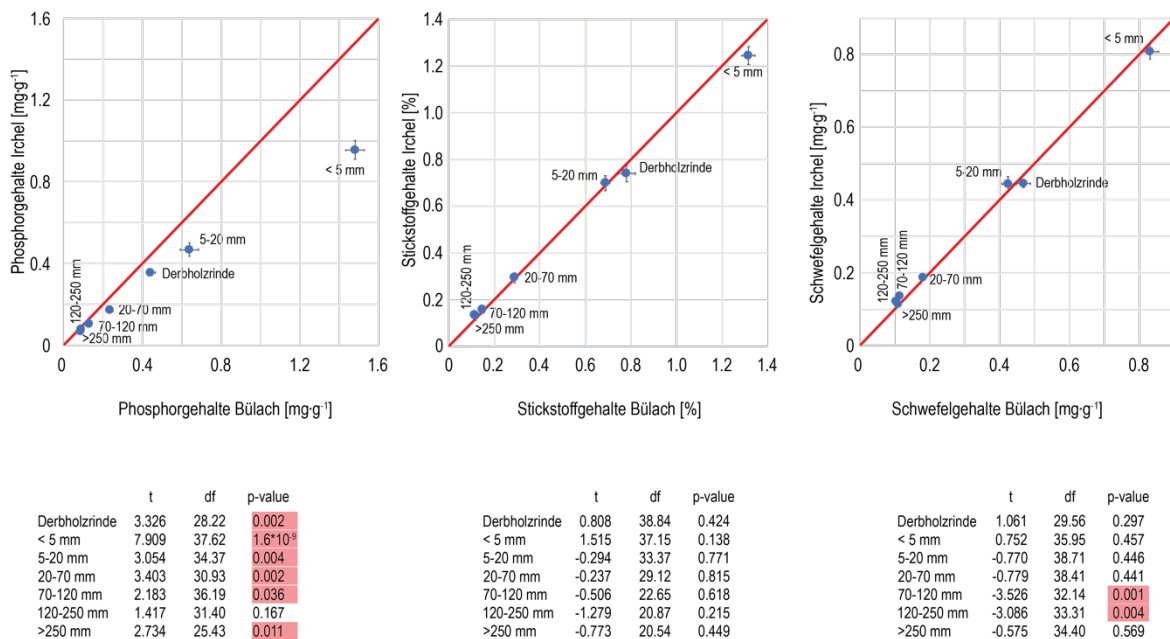 Phosphorgehalte Irchel [mg·g⁻¹]
1.6
1.2
0.8
0.4
0
0
0.4
0.8
1.2
1.6
< 5 mm
5-20 mm
Derbholzrinde
20-70 mm
70-120 mm
120-250 mm
>250 mm
Phosphorgehalte Bülach [mg·g⁻¹]
Stickstoffgehalte Irchel [%]
1.4
1.2
1.0
0.8
0.6
0.4
0.2
0
0
0.2
0.4
0.6
0.8
1.0
1.2
1.4
< 5 mm
5-20 mm
Derbholzrinde
20-70 mm
120-250 mm
70-120 mm
>250 mm
Stickstoffgehalte Bülach [%]
Schwefelgehalte Irchel [mg·g⁻¹]
0.8
0.6
0.4
0.2
0
0
0.2
0.4
0.6
0.8
< 5 mm
5-20 mm
Derbholzrinde
120-250 mm
70-120 mm
20-70 mm
>250 mm
Schwefelgehalte Bülach [mg·g⁻¹]
t df p-value
Derbholzrinde 3.326 28.22 0.002
< 5 mm 7.909 37.62 1.6*10⁻⁹
5-20 mm 3.054 34.37 0.004
20-70 mm 3.403 30.93 0.002
70-120 mm 2.183 36.19 0.036
120-250 mm 1.417 31.40 0.167
>250 mm 2.734 25.43 0.011
t df p-value
Derbholzrinde 0.808 38.84 0.424
< 5 mm 1.515 37.15 0.138
5-20 mm -0.294 33.37 0.771
20-70 mm -0.237 29.12 0.815
70-120 mm -0.506 22.65 0.618
120-250 mm -1.279 20.87 0.215
>250 mm -0.773 20.54 0.449
t df p-value
Derbholzrinde 1.061 29.56 0.297
< 5 mm 0.752 35.95 0.457
5-20 mm -0.770 38.71 0.446
20-70 mm -0.779 38.41 0.441
70-120 mm -3.526 32.14 0.001
120-250 mm -3.086 33.31 0.004
>250 mm -0.575 34.40 0.569